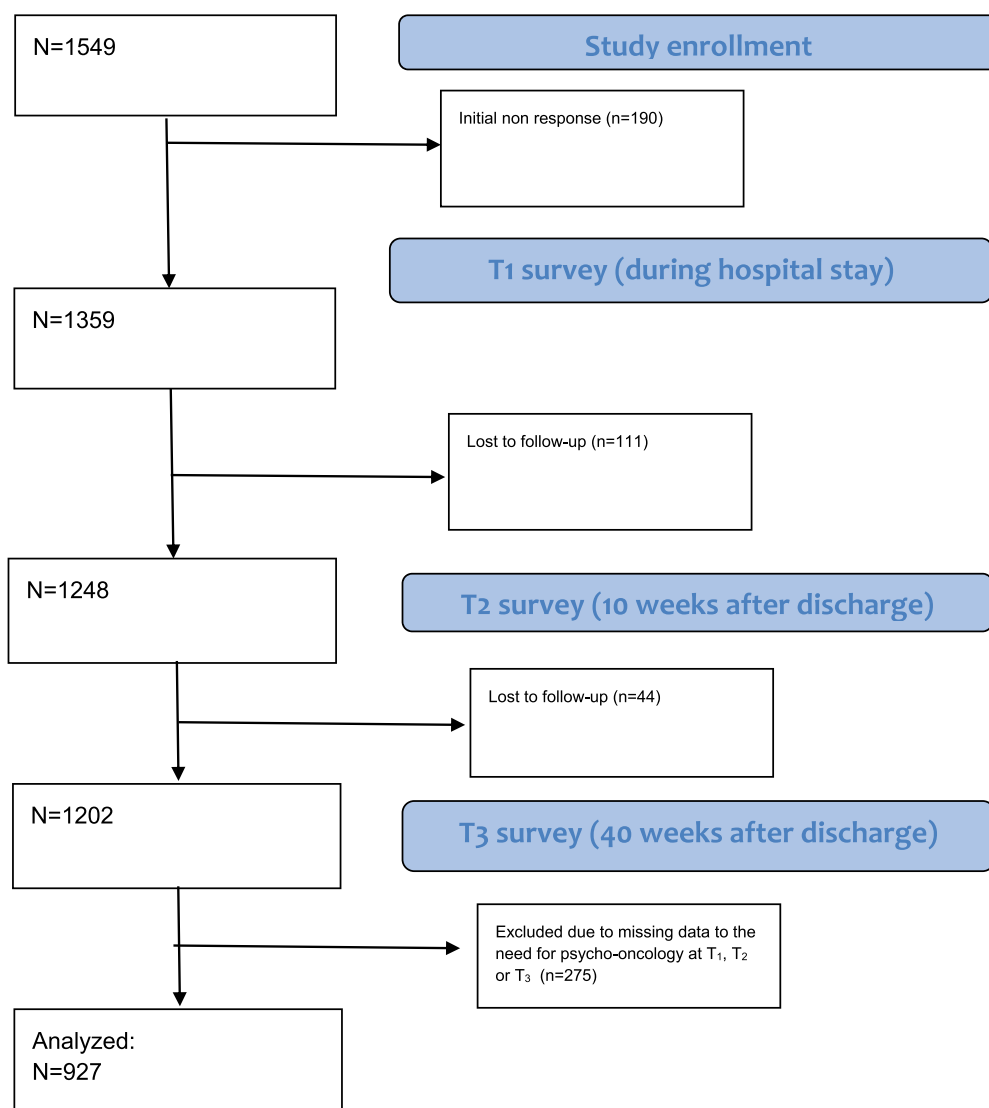 N=1549
Study enrollment
Initial non response (n=190)
T1 survey (during hospital stay)
N=1359
Lost to follow-up (n=111)
N=1248
T2 survey (10 weeks after discharge)
Lost to follow-up (n=44)
N=1202
T3 survey (40 weeks after discharge)
Excluded due to missing data to the
need for psycho-oncology at T₁, T₂
or T₃ (n=275)
Analyzed:
N=927